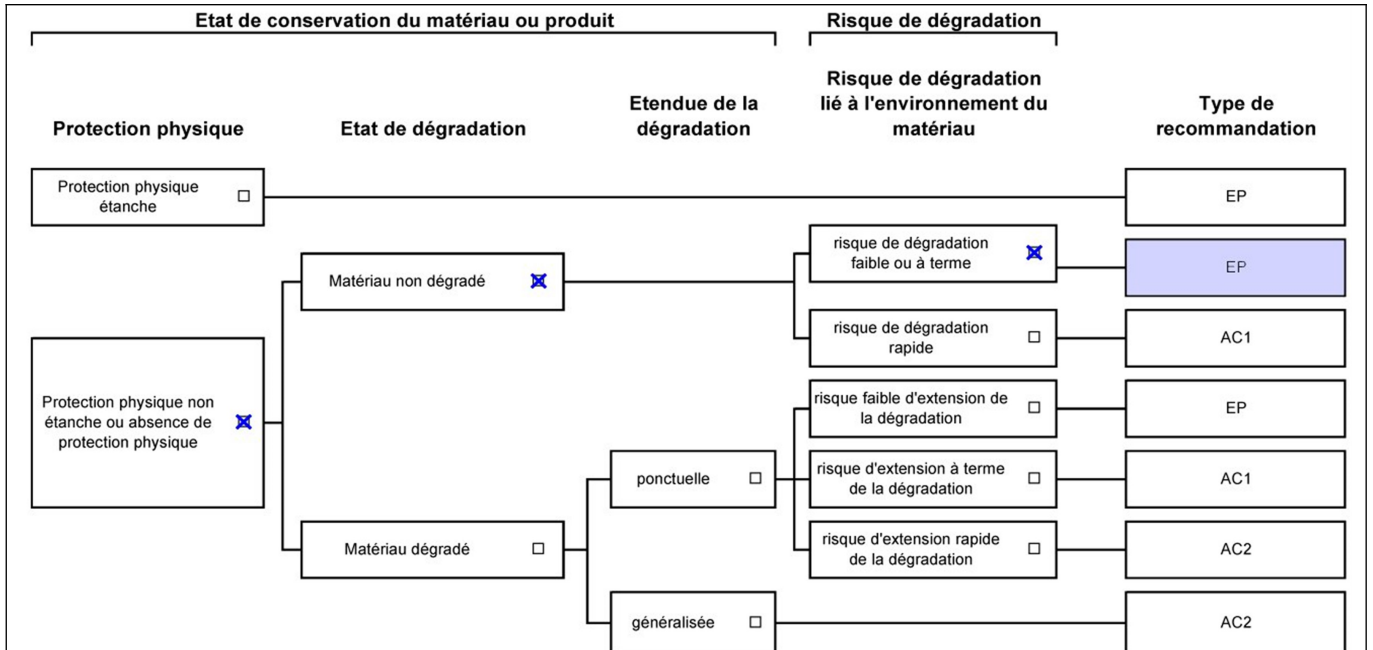 Etat de conservation du matériau ou produit
Risque de dégradation
Protection physique
Etat de dégradation
Etendue de la
dégradation
Risque de dégradation
lié à l'environnement du
matériau
Type de
recommandation
Protection physique
étanche
EP
risque de dégradation
faible ou à terme
EP
Matériau non dégradé
risque de dégradation
rapide
AC1
Protection physique non
étanche ou absence de
protection physique
risque faible d'extension de
la dégradation
EP
ponctuelle
risque d'extension à terme
de la dégradation
AC1
Matériau dégradé
risque d'extension rapide
de la dégradation
AC2
généralisée
AC2